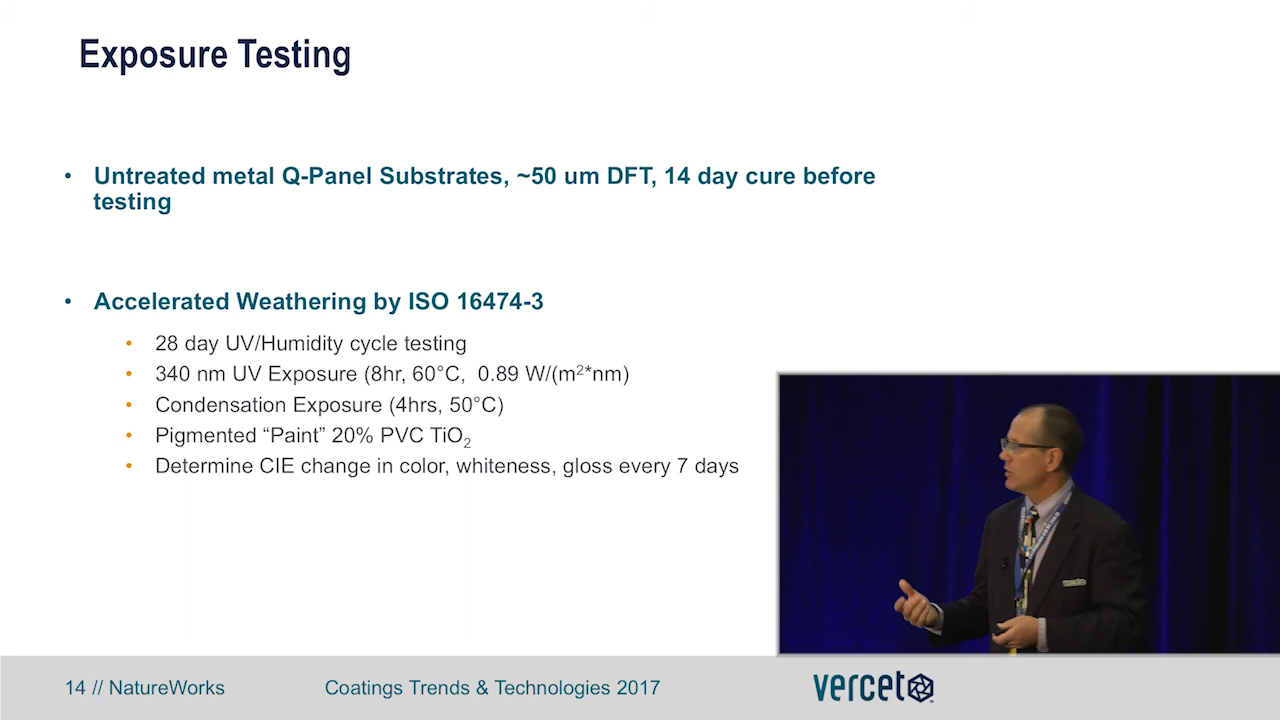 Exposure Testing
• Untreated metal Q-Panel Substrates, ~50 um DFT, 14 day cure before
testing
• Accelerated Weathering by ISO 16474-3
• 28 day UV/Humidity cycle testing
• 340 nm UV Exposure (8hr, 60°C, 0.89 W/(m²*nm)
• Condensation Exposure (4hrs, 50°C)
• Pigmented “Paint” 20% PVC TiO₂
• Determine CIE change in color, whiteness, gloss every 7 days
14 // NatureWorks
Coatings Trends & Technologies 2017
vercet